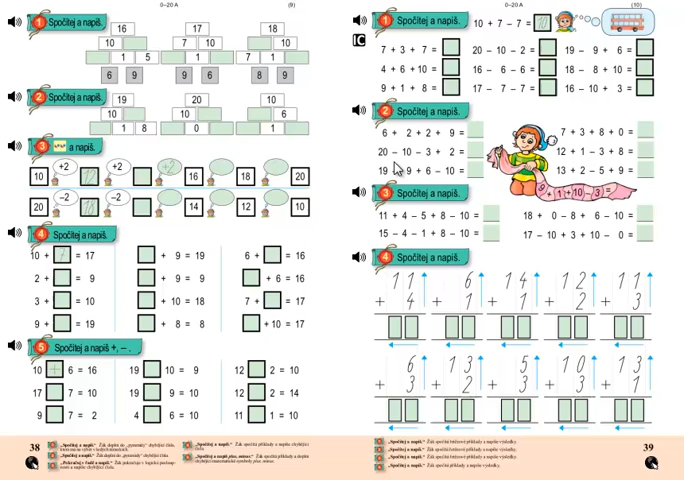 0–20 A (9)
1 Spočítej a napiš.
16 17 18
10 7 10 10
1 5 1 7 1
6 9 9 6 8 9
2 Spočítej a napiš.
19 20 10
10 10 6
1 8 0 1
3 a napiš.
+2 +2 +2
10 12 16 18 20
–2 –2
20 18 14 12 10
4 Spočítej a napiš.
10 + 7 = 17 + 9 = 19 6 + = 16
2 + = 9 + 9 = 9 + 6 = 16
3 + = 10 + 10 = 18 7 + = 17
9 + = 19 + 8 = 8 + 10 = 17
5 Spočítej a napiš +, – .
10 + 6 = 16 19 10 = 9 12 2 = 10
17 7 = 10 19 9 = 10 12 2 = 14
9 7 = 2 4 6 = 10 11 1 = 10
38
0–20 A (10)
1 Spočítej a napiš.
10 + 7 – 7 = 10
7 + 3 + 7 = 20 – 10 – 2 = 19 – 9 + 6 =
4 + 6 + 10 = 16 – 6 – 6 = 18 – 8 + 10 =
9 + 1 + 8 = 17 – 7 – 7 = 16 – 10 + 3 =
2 Spočítej a napiš.
6 + 2 + 2 + 9 = 7 + 3 + 8 + 0 =
20 – 10 – 3 + 2 = 12 + 1 – 3 + 8 =
19 9 + 6 – 10 = 13 + 2 – 5 + 9 =
9 + 1 + 10 – 3 =
3 Spočítej a napiš.
11 + 4 – 5 + 8 – 10 = 18 + 0 – 8 + 6 – 10 =
15 – 4 – 1 + 8 – 10 = 17 – 10 + 3 + 10 – 0 =
4 Spočítej a napiš.
11 6 14 12 11
+ 4 + 1 + 1 + 2 + 3
6 13 5 10 13
+ 3 + 2 + 3 + 3 + 1
39